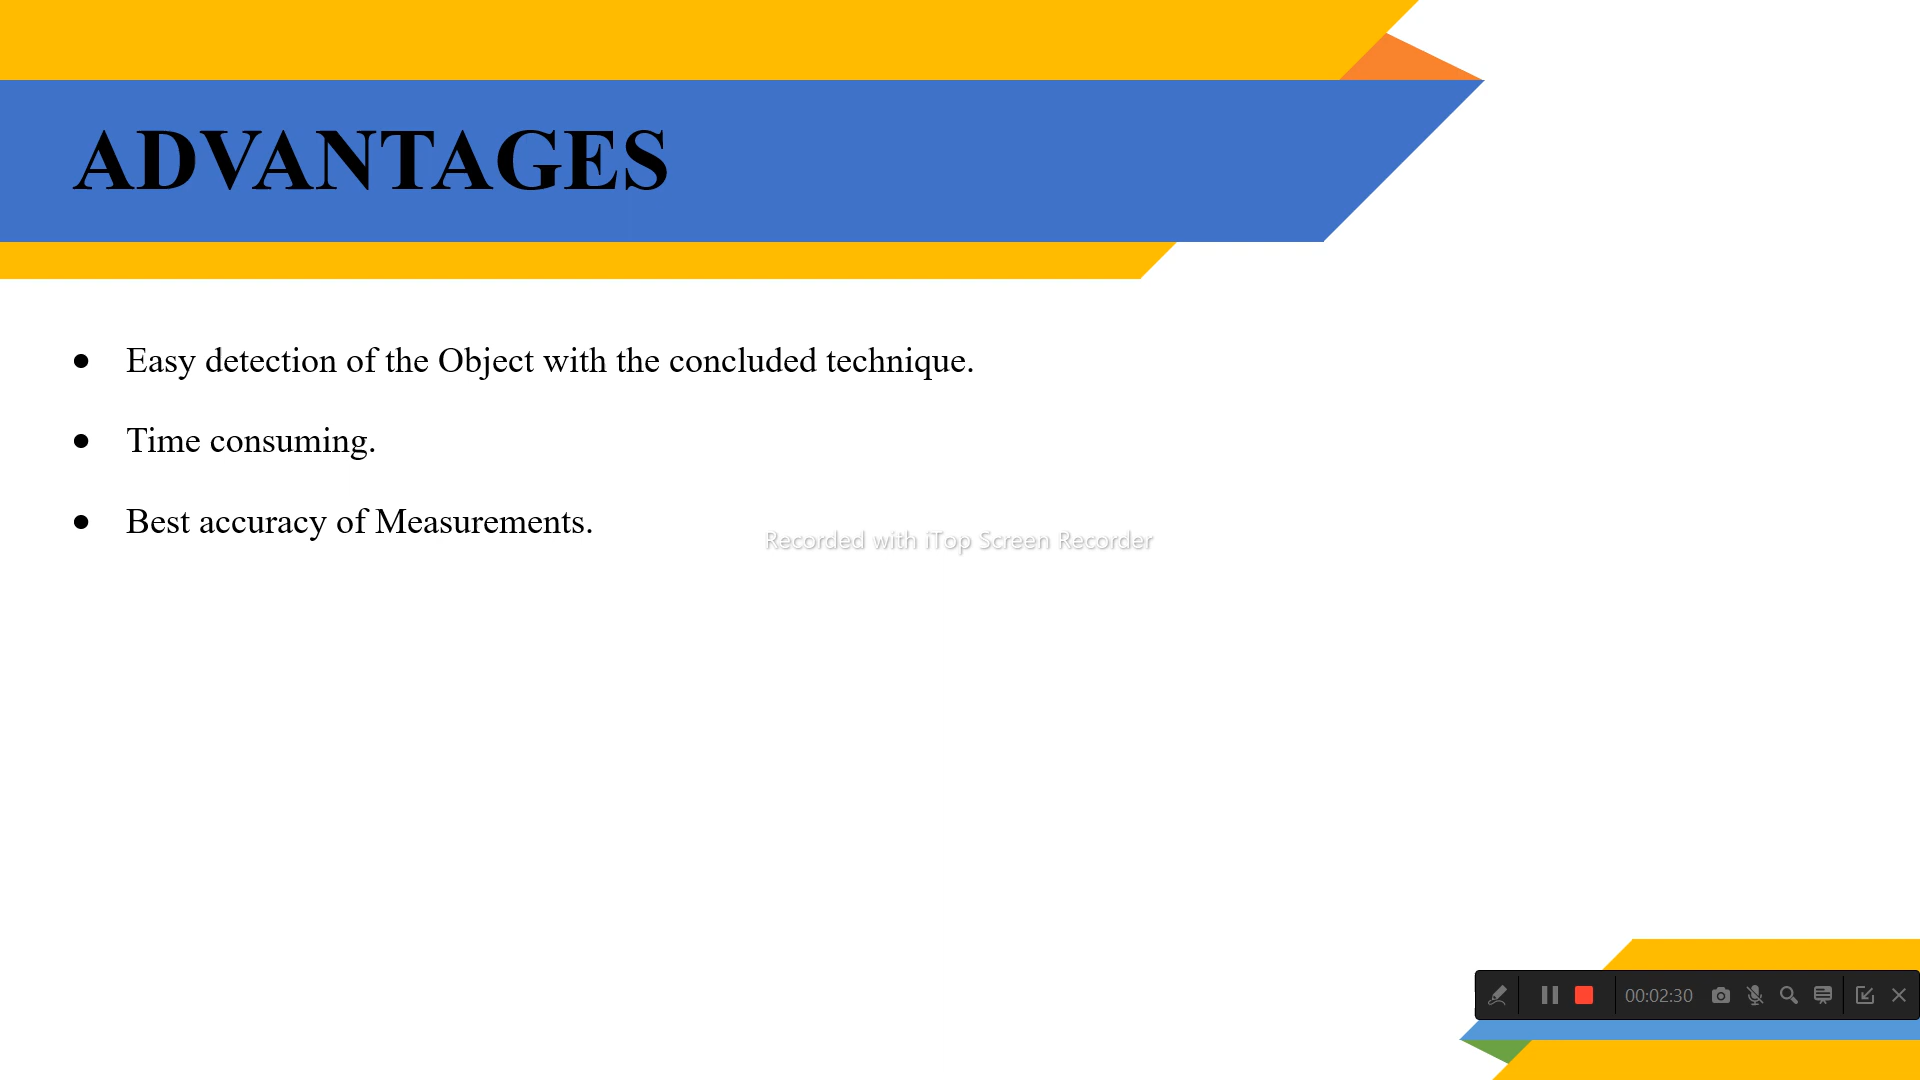 ADVANTAGES
● Easy detection of the Object with the concluded technique.
● Time consuming.
● Best accuracy of Measurements.
Recorded with iTop Screen Recorder
00:02:30